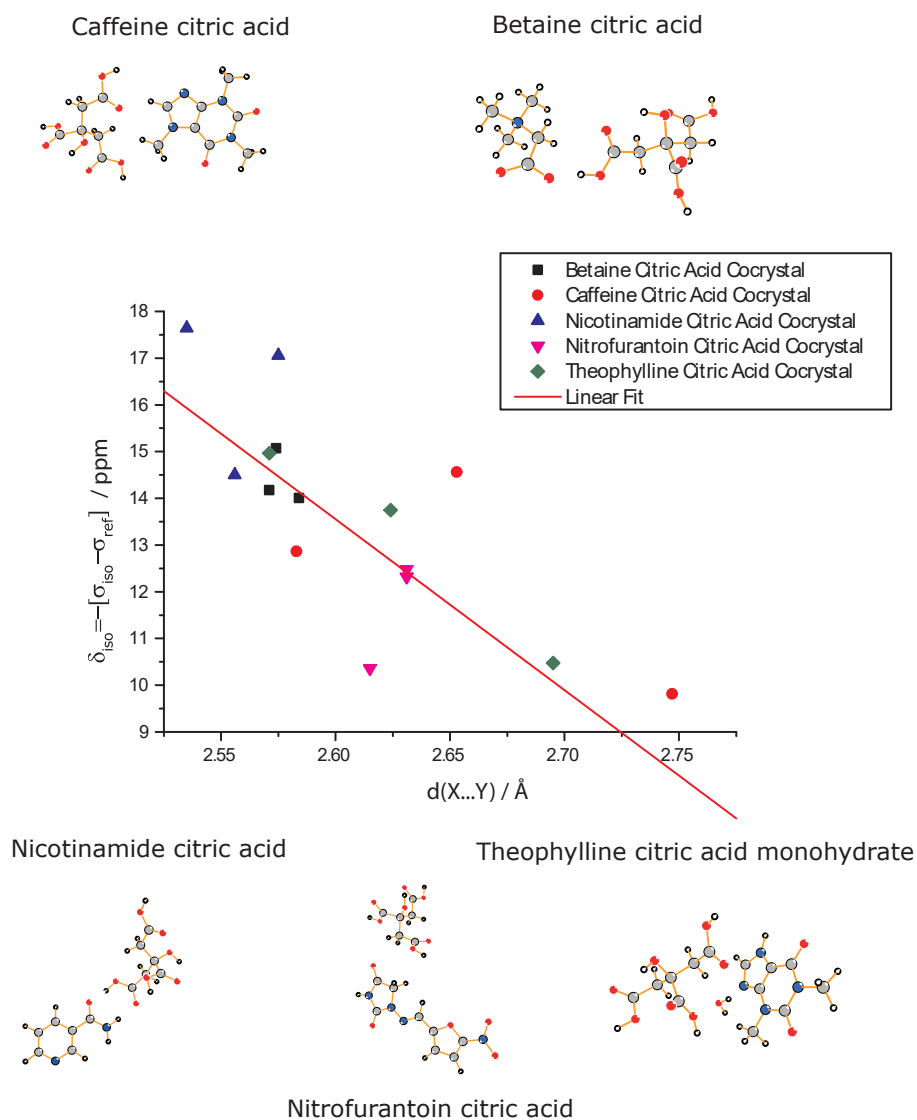 Caffeine citric acid
Betaine citric acid
Betaine Citric Acid Cocrystal
Caffeine Citric Acid Cocrystal
Nicotinamide Citric Acid Cocrystal
Nitrofurantoin Citric Acid Cocrystal
Theophylline Citric Acid Cocrystal
Linear Fit
18
17
16
15
14
13
12
11
10
9
δiso=−[σiso−σref] / ppm
2.55
2.60
2.65
2.70
2.75
d(X...Y) / Å
Nicotinamide citric acid
Theophylline citric acid monohydrate
Nitrofurantoin citric acid